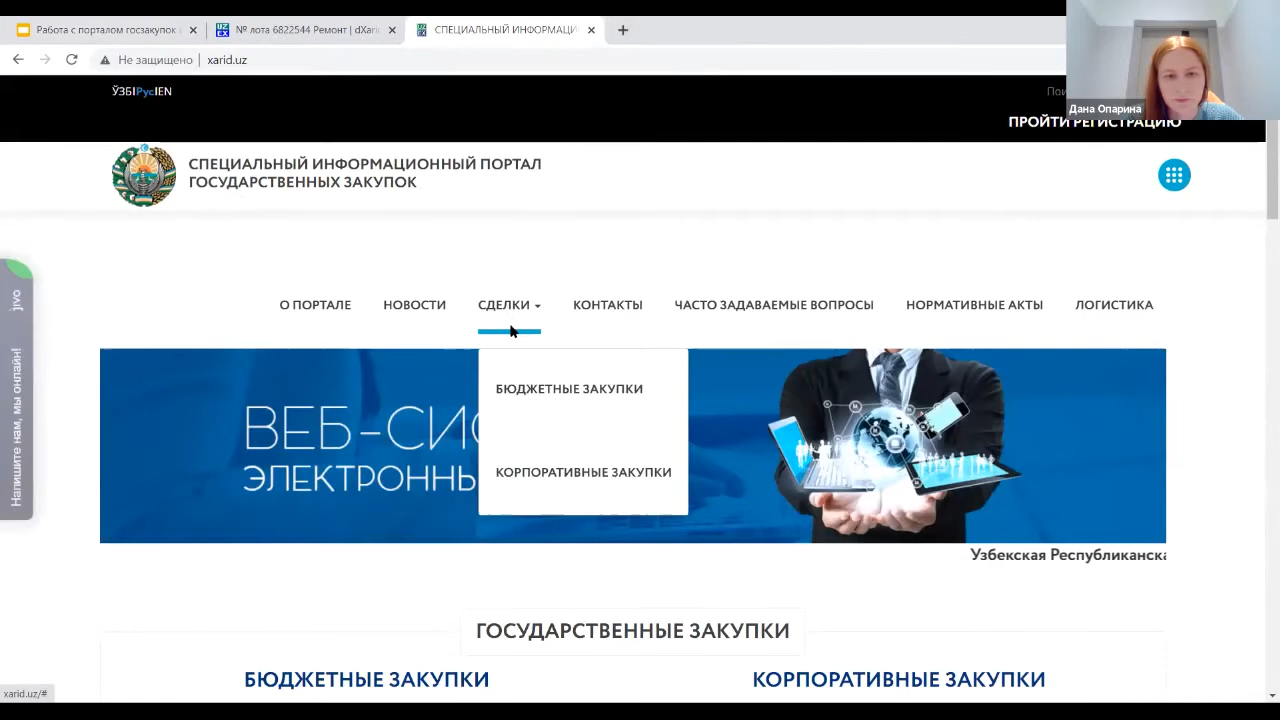 Работа с порталом госзакупок
№ лота 6822544 Ремонт | dXari
СПЕЦИАЛЬНЫЙ ИНФОРМАЦИ
Не защищено | xarid.uz
Дана Опарина
ЎЗБ|Рус|EN
Пои
ПРОЙТИ РЕГИСТРАЦИЮ
СПЕЦИАЛЬНЫЙ ИНФОРМАЦИОННЫЙ ПОРТАЛ
ГОСУДАРСТВЕННЫХ ЗАКУПОК
О ПОРТАЛЕ НОВОСТИ СДЕЛКИ КОНТАКТЫ ЧАСТО ЗАДАВАЕМЫЕ ВОПРОСЫ НОРМАТИВНЫЕ АКТЫ ЛОГИСТИКА
БЮДЖЕТНЫЕ ЗАКУПКИ
КОРПОРАТИВНЫЕ ЗАКУПКИ
ВЕБ-СИС
ЭЛЕКТРОННЫ
jivo
Напишите нам, мы онлайн!
Узбекская Республиканска
ГОСУДАРСТВЕННЫЕ ЗАКУПКИ
БЮДЖЕТНЫЕ ЗАКУПКИ
КОРПОРАТИВНЫЕ ЗАКУПКИ
xarid.uz/#